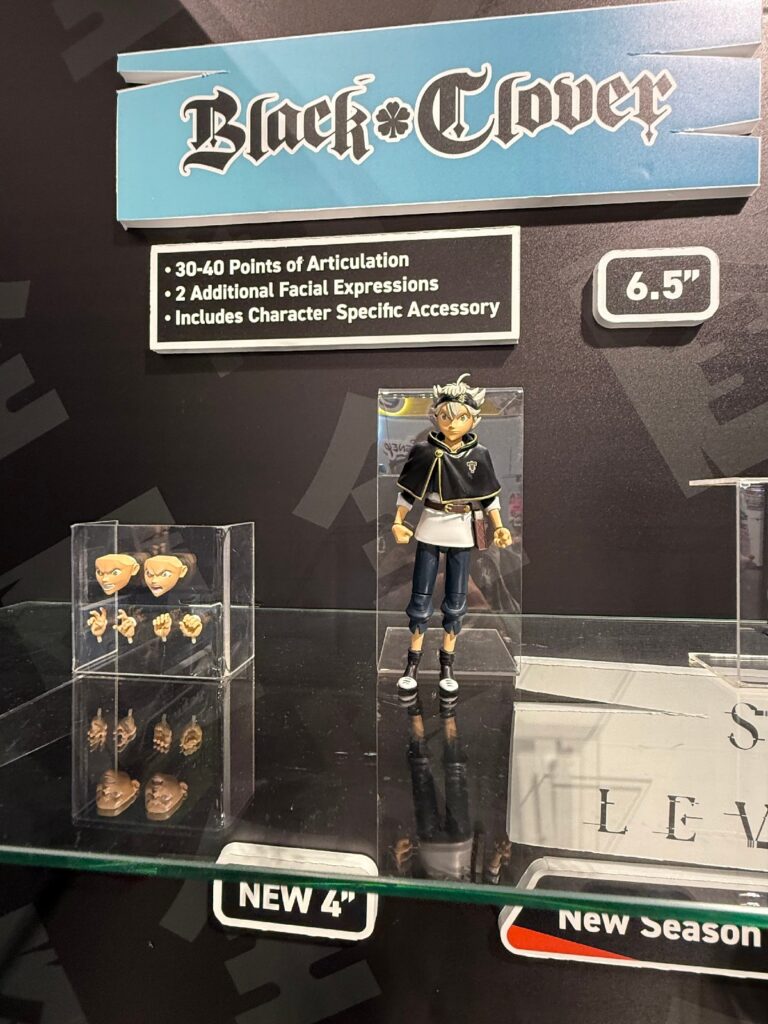 Black Clover
• 30-40 Points of Articulation
• 2 Additional Facial Expressions
• Includes Character Specific Accessory
6.5"
S
LEV
NEW 4"
New Season